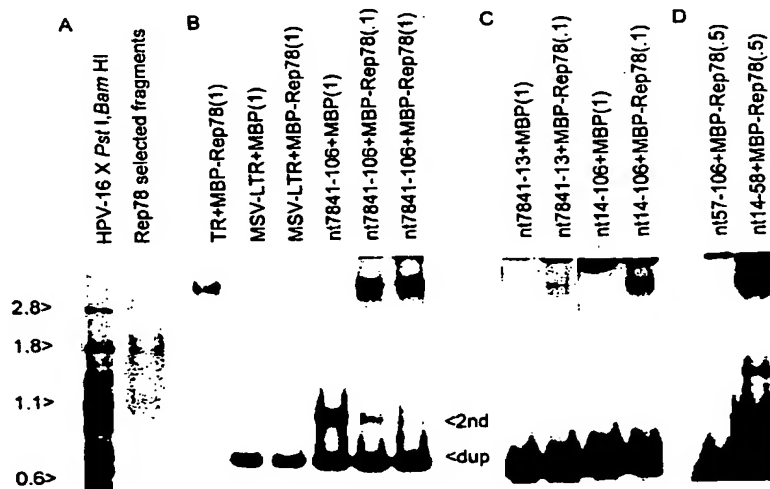 A
HPV-16 X Pst I,Bam HI
Rep78 selected fragments
2.8>
1.8>
1.1>
0.6>
B
TR+MBP-Rep78(1)
MSV-LTR+MBP(1)
MSV-LTR+MBP-Rep78(1)
nt7841-106+MBP(1)
nt7841-106+MBP-Rep78(.1)
nt7841-106+MBP-Rep78(1)
<2nd
<dup
C
nt7841-13+MBP(1)
nt7841-13+MBP-Rep78(.1)
nt14-106+MBP(1)
nt14-106+MBP-Rep78(.1)
D
nt57-106+MBP-Rep78(.5)
nt14-58+MBP-Rep78(.5)